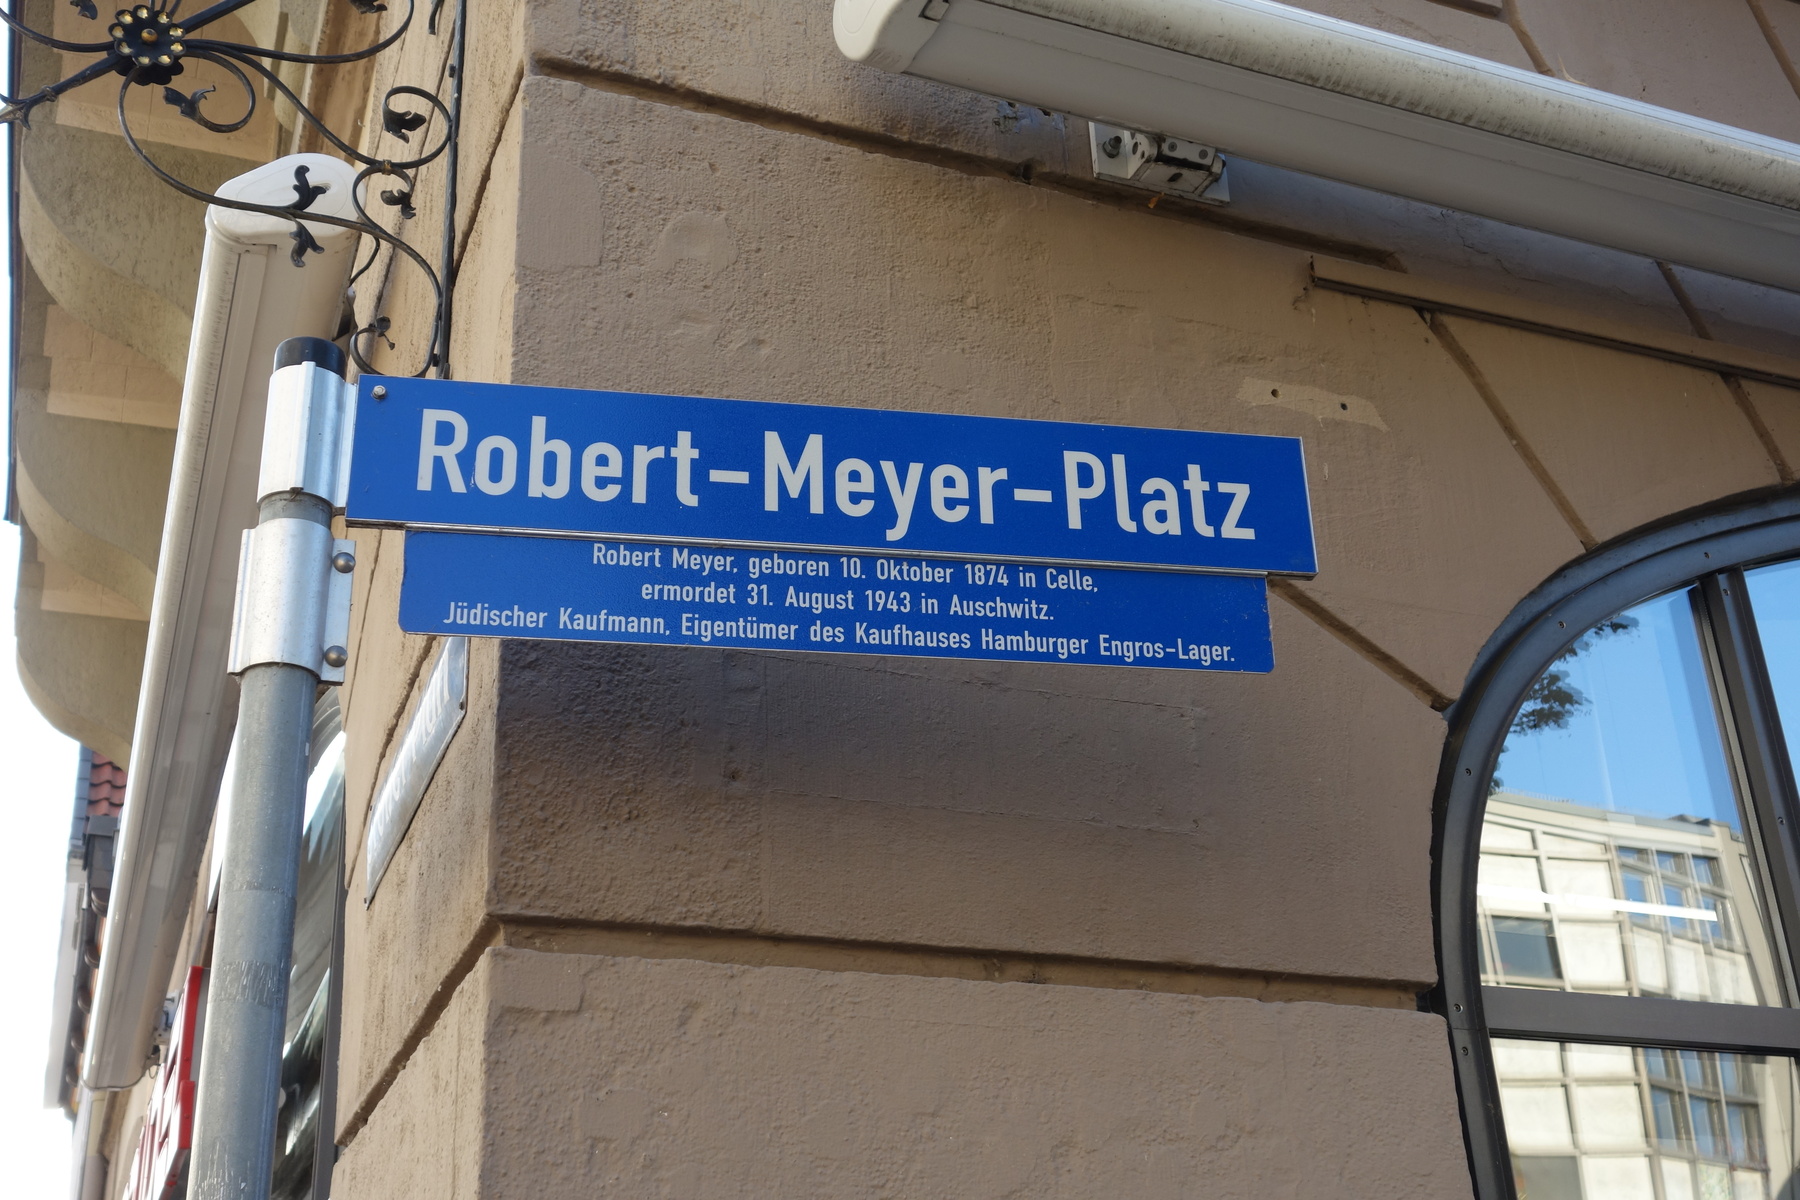 Robert-Meyer-Platz
Robert Meyer, geboren 10. Oktober 1874 in Celle,
ermordet 31. August 1943 in Auschwitz.
Jüdischer Kaufmann, Eigentümer des Kaufhauses Hamburger Engros-Lager.